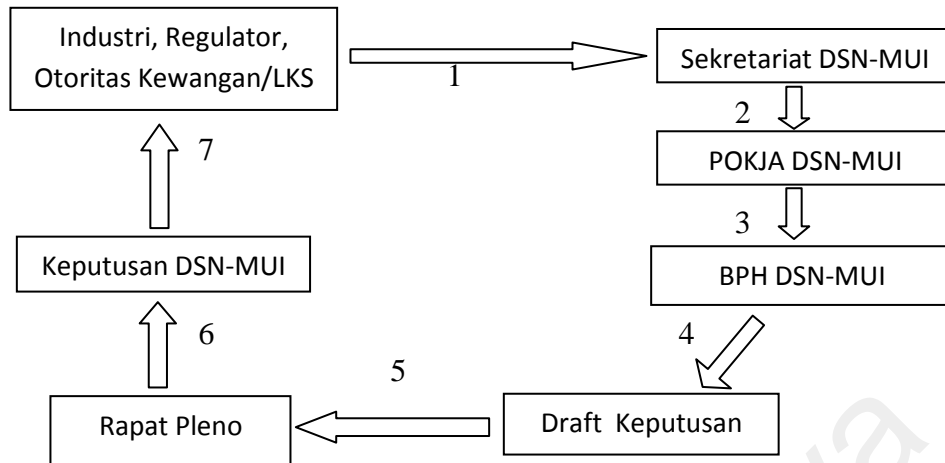 Industri, Regulator,
Otoritas Kewangan/LKS
1
Sekretariat DSN-MUI
2
POKJA DSN-MUI
3
BPH DSN-MUI
4
Draft Keputusan
5
Rapat Pleno
6
Keputusan DSN-MUI
7